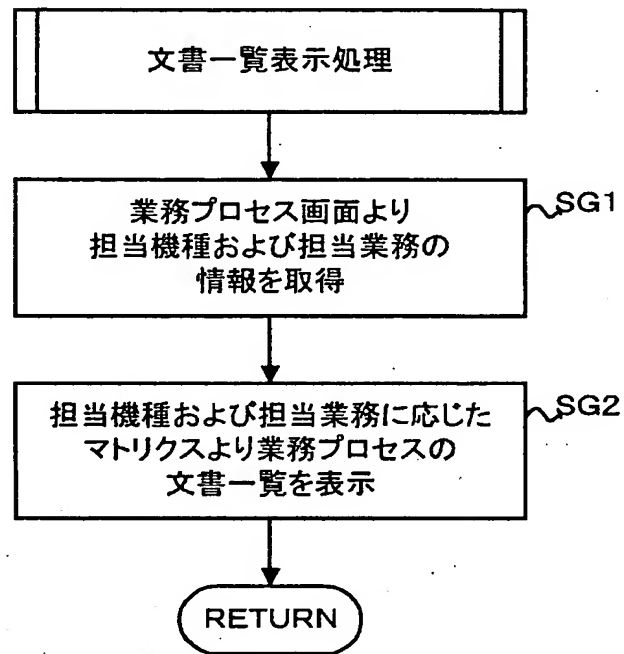 文書一覧表示処理
業務プロセス画面より
担当機種および担当業務の
情報を取得
SG1
担当機種および担当業務に応じた
マトリクスより業務プロセスの
文書一覧を表示
SG2
RETURN